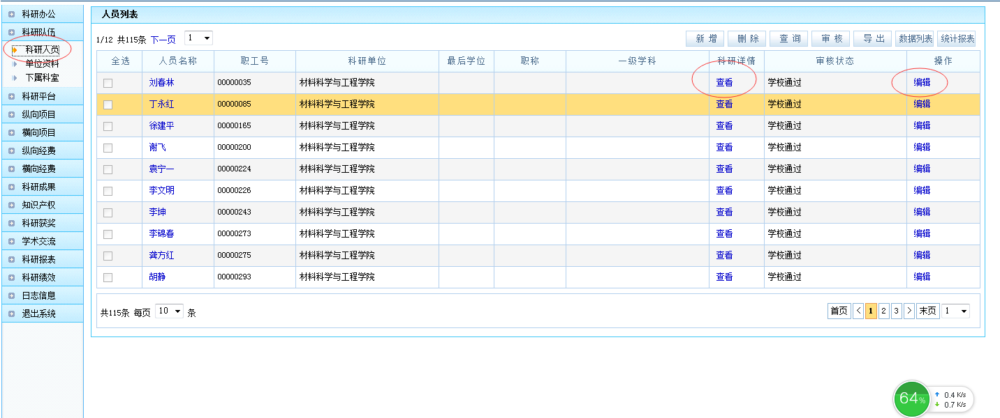 科研办公
科研队伍
科研人员
单位资料
下属科室
科研平台
纵向项目
横向项目
纵向经费
横向经费
科研成果
知识产权
科研获奖
学术交流
科研报表
科研绩效
日志信息
退出系统
人员列表
1/12 共115条 下一页 1 新 增 删 除 查 询 审 核 导 出 数据列表 统计报表
全选 人员名称 职工号 科研单位 最后学位 职称 一级学科 科研详情 审核状态 操作
刘春林 00000035 材料科学与工程学院 查看 学校通过 编辑
丁永红 00000085 材料科学与工程学院 查看 学校通过 编辑
徐建平 00000165 材料科学与工程学院 查看 学校通过 编辑
谢飞 00000200 材料科学与工程学院 查看 学校通过 编辑
袁宁一 00000224 材料科学与工程学院 查看 学校通过 编辑
李文明 00000226 材料科学与工程学院 查看 学校通过 编辑
李坤 00000243 材料科学与工程学院 查看 学校通过 编辑
李锦春 00000273 材料科学与工程学院 查看 学校通过 编辑
龚方红 00000275 材料科学与工程学院 查看 学校通过 编辑
胡静 00000293 材料科学与工程学院 查看 学校通过 编辑
共115条 每页 10 条 首页 < 1 2 3 > 末页 1
64%
0.4 K/s
0.7 K/s